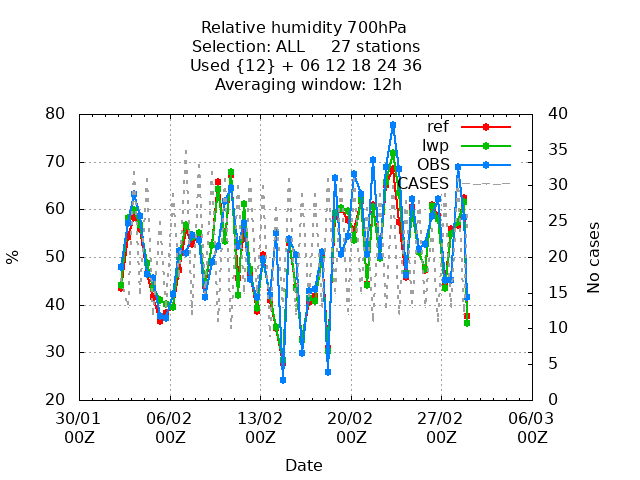 Relative humidity 700hPa
Selection: ALL 27 stations
Used {12} + 06 12 18 24 36
Averaging window: 12h
80 40
ref
lwp
OBS
CASES
70 35
60 30
50 25
40 20
30 15
20 10
5
0
%
No cases
30/01 06/02 13/02 20/02 27/02 06/03
00Z 00Z 00Z 00Z 00Z 00Z
Date